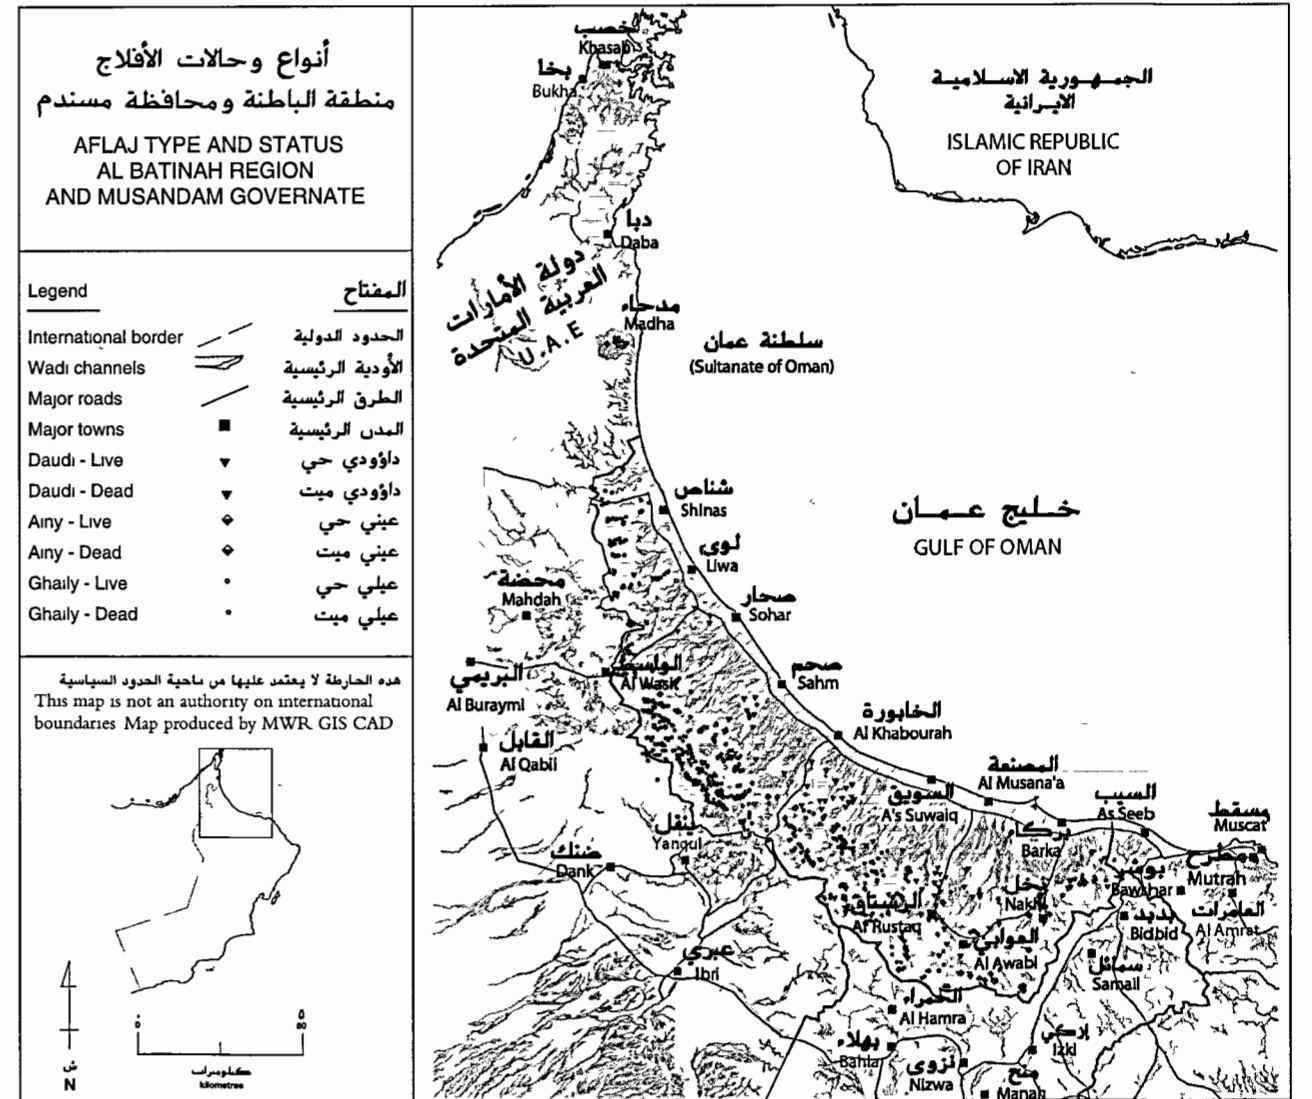 أنواع وحالات الأفلاج
منطقة الباطنة ومحافظة مسندم
AFLAJ TYPE AND STATUS
AL BATINAH REGION
AND MUSANDAM GOVERNATE
Legend المفتاح
International border الحدود الدولية
Wadi channels الأودية الرئيسية
Major roads الطرق الرئيسية
Major towns المدن الرئيسية
Daudi - Live داؤودي حي
Daudi - Dead داؤودي ميت
Ainy - Live عيني حي
Ainy - Dead عيني ميت
Ghaily - Live غيلي حي
Ghaily - Dead غيلي ميت
هذه الخارطة لا يعتمد عليها من ناحية الحدود السياسية
This map is not an authority on international
boundaries Map produced by MWR GIS CAD
ش
N
0
50
كيلومترات
kilometres
خصب
Khasab
بخا
Bukha
الجمهورية الاسلامية
الايرانية
ISLAMIC REPUBLIC
OF IRAN
دبا
Daba
دولة الأمارات
العربية المتحدة
U.A.E
مدحاء
Madha
سلطنة عمان
(Sultanate of Oman)
شناص
Shinas
خليج عمان
GULF OF OMAN
لوى
Liwa
محضة
Mahdah
صحار
Sohar
الواسط
Al Wasit
البريمي
Al Buraymi
صحم
Sahm
الخابورة
Al Khabourah
القابل
Al Qabil
المصنعة
Al Musana'a
السويق
A's Suwaiq
السيب
As Seeb
مسقط
Muscat
بركاء
Barka
ينقل
Yanqul
ضنك
Dank
بوشر
Bawshar
مطرح
Mutrah
نخل
Nakhl
الرستاق
Ar Rustaq
العامرات
Al Amrat
بدبد
Bidbid
العوابي
Al Awabi
عبري
Ibri
سمائل
Samail
الحمراء
Al Hamra
بهلاء
Bahla
إزكي
Izki
نزوى
Nizwa
منح
Manah